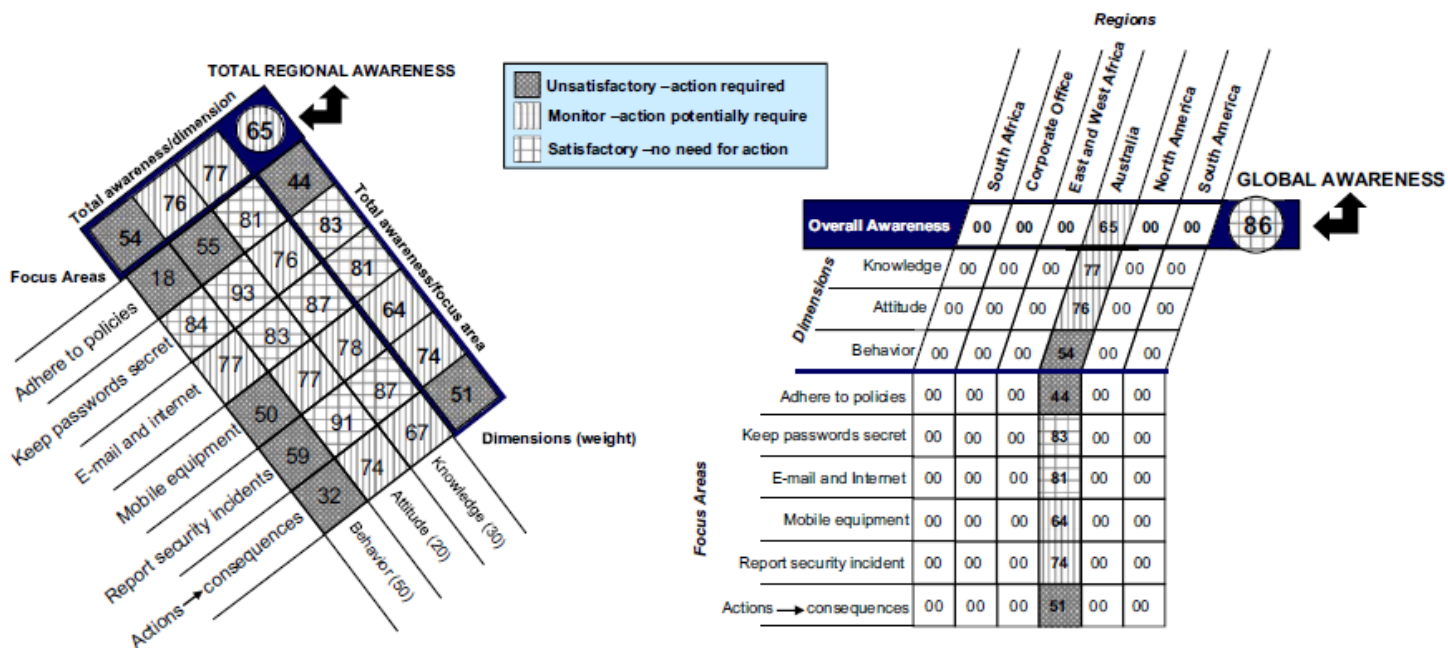 TOTAL REGIONAL AWARENESS
65
Total awareness/dimension
54 76 77
Total awareness/focus area
44 83 81 64 74 51
Focus Areas
Dimensions (weight)
18 55 81
84 93 76
77 83 87
50 77 78
59 91 87
32 74 67
Adhere to policies
Keep passwords secret
E-mail and internet
Mobile equipment
Report security incidents
Actions → consequences
Behavior (50)
Attitude (20)
Knowledge (30)
Unsatisfactory –action required
Monitor –action potentially require
Satisfactory –no need for action
Regions
South Africa
Corporate Office
East and West Africa
Australia
North America
South America
GLOBAL AWARENESS
Overall Awareness 00 00 00 65 00 00 86
Dimensions
Knowledge 00 00 00 77 00 00
Attitude 00 00 00 76 00 00
Behavior 00 00 00 54 00 00
Focus Areas
Adhere to policies 00 00 00 44 00 00
Keep passwords secret 00 00 00 83 00 00
E-mail and Internet 00 00 00 81 00 00
Mobile equipment 00 00 00 64 00 00
Report security incident 00 00 00 74 00 00
Actions → consequences 00 00 00 51 00 00